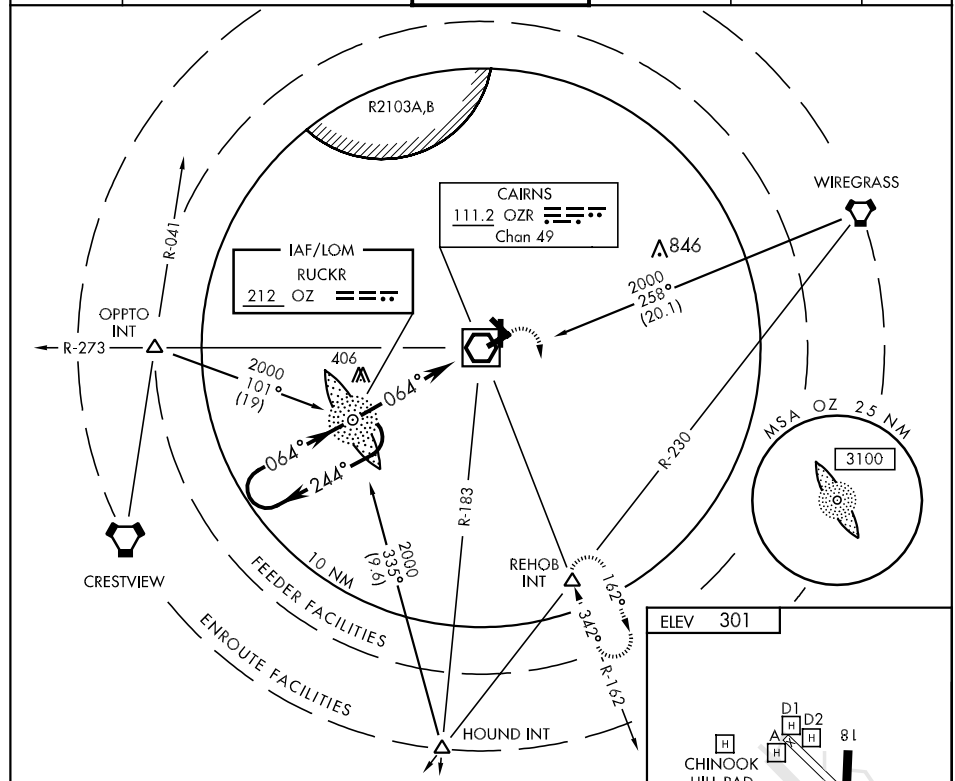 R2103A,B
CAIRNS
111.2 OZR
Chan 49
WIREGRASS
846
2000
258°
(20.1)
R-041
IAF/LOM
RUCKR
212 OZ
OPPTO
INT
R-273
2000
101°
(19)
406
064°
064°
244°
MSA OZ 25 NM
3100
R-230
R-183
CRESTVIEW
10 NM
2000
335°
(9.6)
REHOB
INT
162°
342°
R-162
FEEDER FACILITIES
ENROUTE FACILITIES
HOUND INT
ELEV 301
D1
D2
A
H
H
H
H
18
CHINOOK